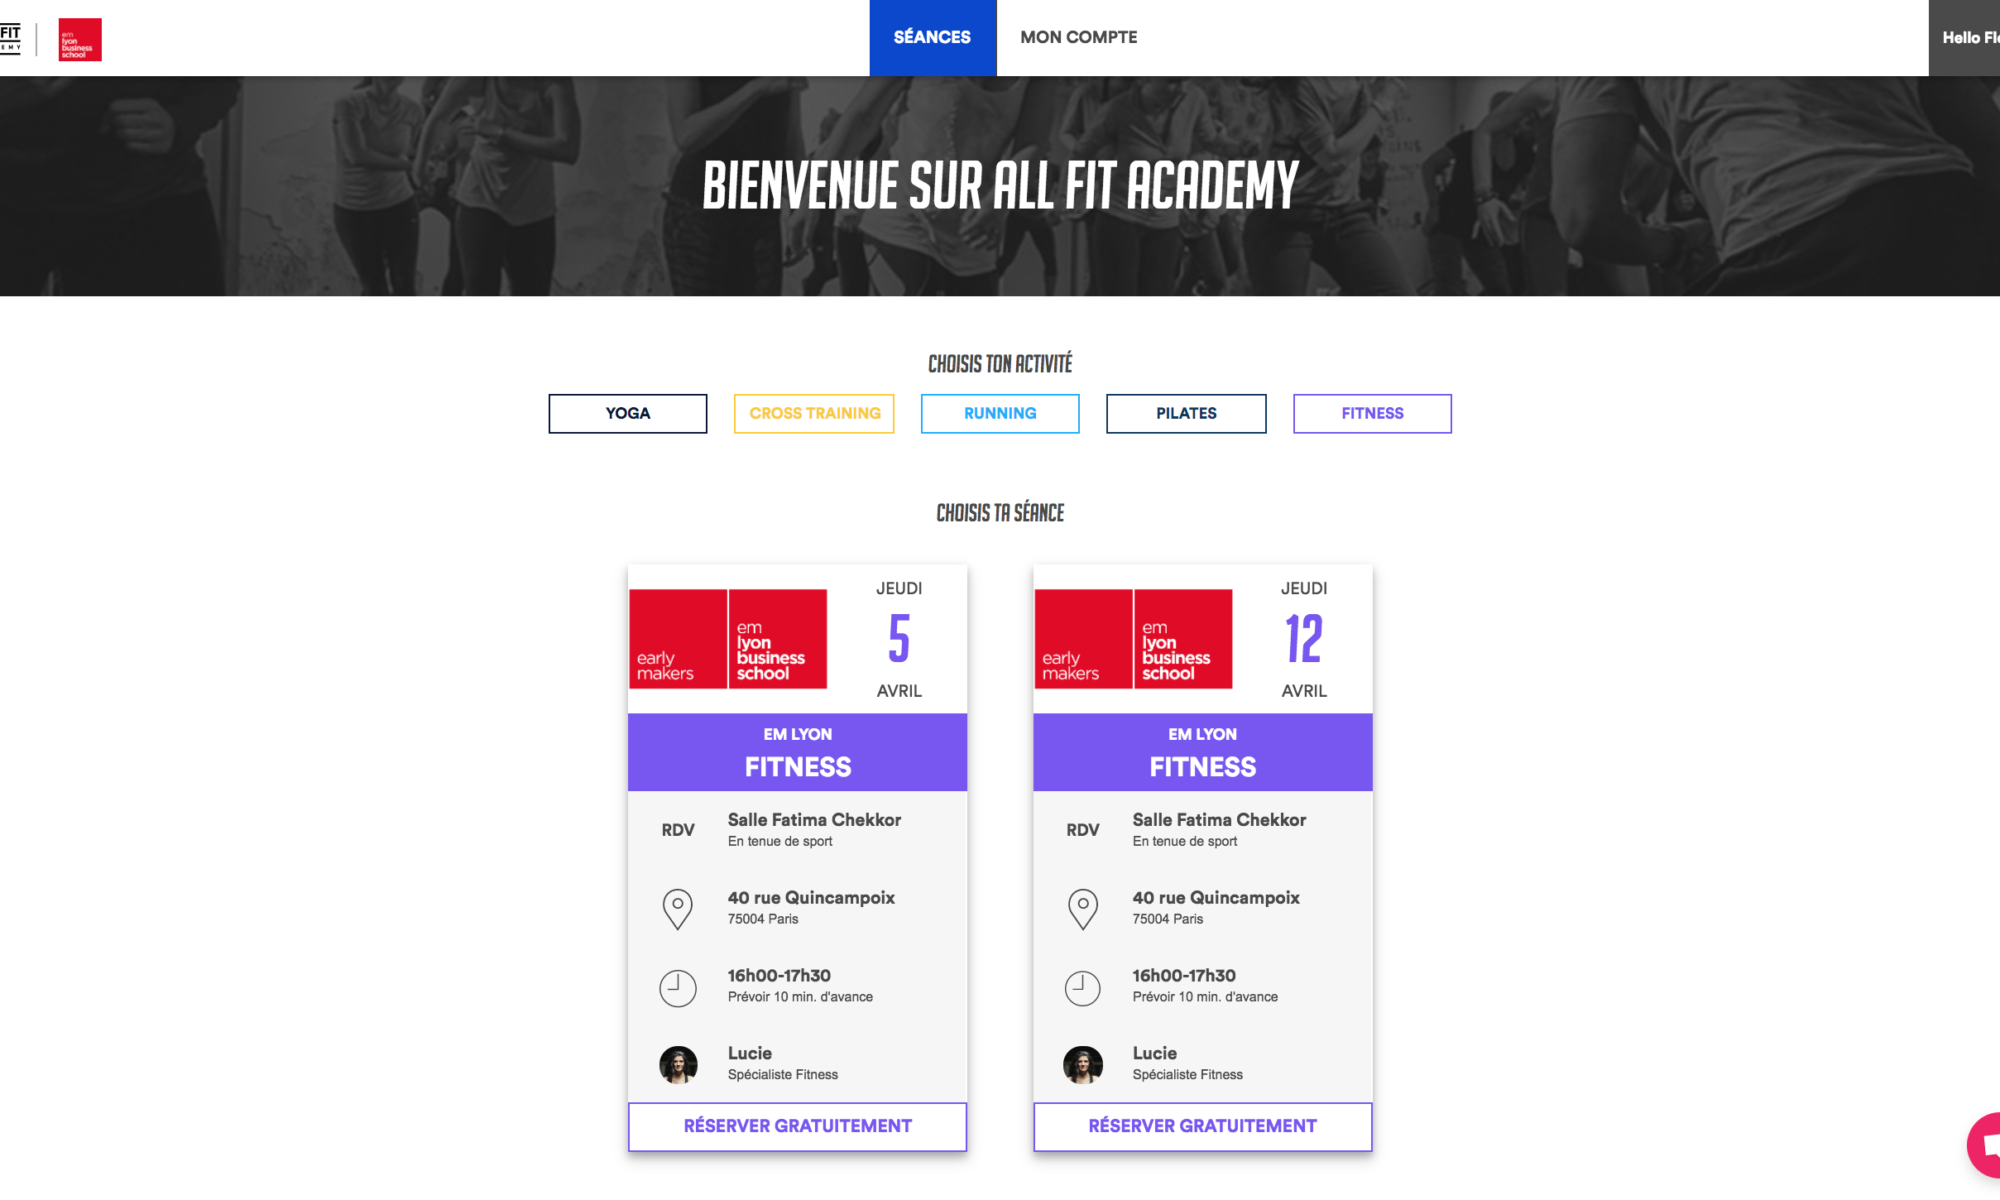 FIT
EMY
em
lyon
business
school
SÉANCES
MON COMPTE
Hello Fl
BIENVENUE SUR ALL FIT ACADEMY
CHOISIS TON ACTIVITÉ
YOGA
CROSS TRAINING
RUNNING
PILATES
FITNESS
CHOISIS TA SÉANCE
early
makers
em
lyon
business
school
JEUDI
5
AVRIL
EM LYON
FITNESS
RDV
Salle Fatima Chekkor
En tenue de sport
40 rue Quincampoix
75004 Paris
16h00-17h30
Prévoir 10 min. d'avance
Lucie
Spécialiste Fitness
RÉSERVER GRATUITEMENT
early
makers
em
lyon
business
school
JEUDI
12
AVRIL
EM LYON
FITNESS
RDV
Salle Fatima Chekkor
En tenue de sport
40 rue Quincampoix
75004 Paris
16h00-17h30
Prévoir 10 min. d'avance
Lucie
Spécialiste Fitness
RÉSERVER GRATUITEMENT